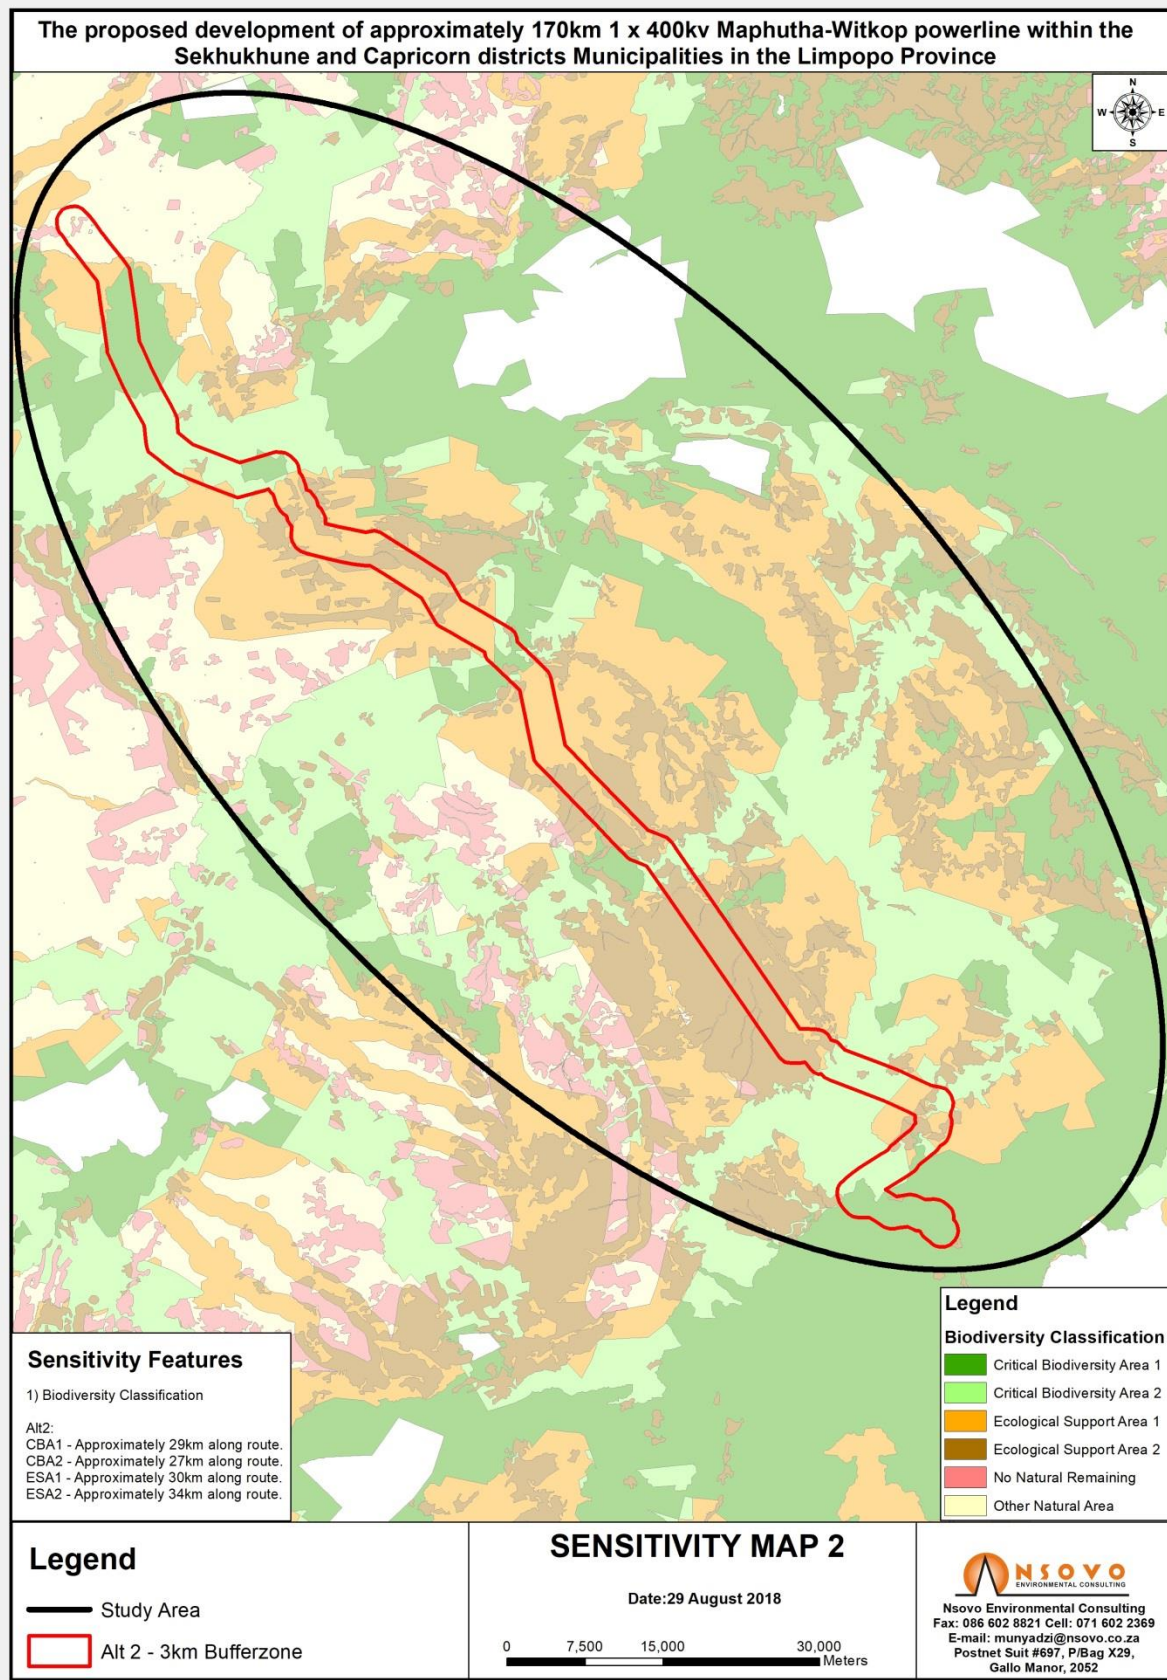 The proposed development of approximately 170km 1 x 400kv Maphutha-Witkop powerline within the
Sekhukhune and Capricorn districts Municipalities in the Limpopo Province
N
W
E
S
Legend
Biodiversity Classification
Critical Biodiversity Area 1
Critical Biodiversity Area 2
Ecological Support Area 1
Ecological Support Area 2
No Natural Remaining
Other Natural Area
Sensitivity Features
1) Biodiversity Classification
Alt2:
CBA1 - Approximately 29km along route.
CBA2 - Approximately 27km along route.
ESA1 - Approximately 30km along route.
ESA2 - Approximately 34km along route.
Legend
Study Area
Alt 2 - 3km Bufferzone
SENSITIVITY MAP 2
Date:29 August 2018
0 7,500 15,000 30,000
Meters
NSOVO
ENVIRONMENTAL CONSULTING
Nsovo Environmental Consulting
Fax: 086 602 8821 Cell: 071 602 2369
E-mail: munyadzi@nsovo.co.za
Postnet Suit #697, P/Bag X29,
Gallo Manor, 2052